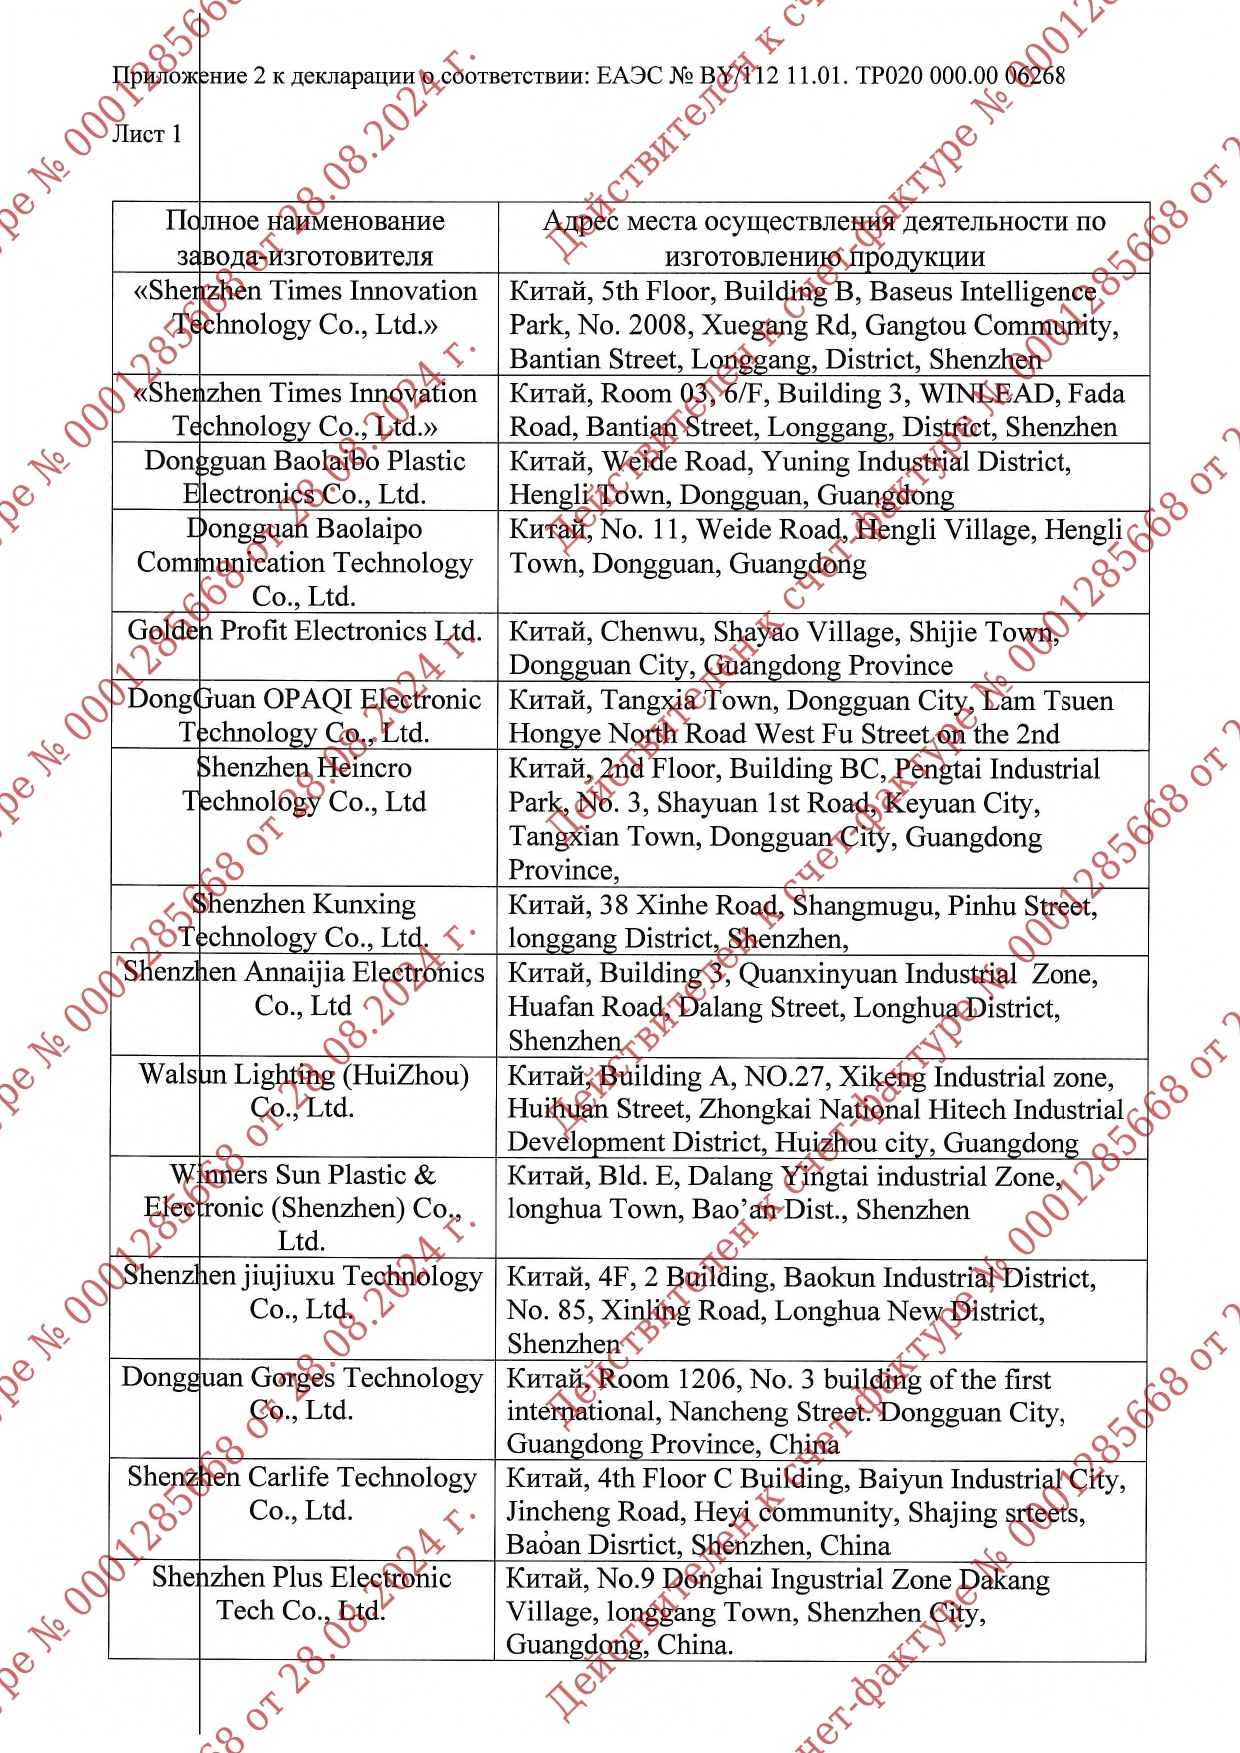 Приложение 2 к декларации о соответствии: ЕАЭС № BY/112 11.01. ТР020 000.00 06268
Лист 1
Полное наименование
завода-изготовителя
Адрес места осуществления деятельности по
изготовлению продукции
«Shenzhen Times Innovation
Technology Co., Ltd.»
Китай, 5th Floor, Building B, Baseus Intelligence
Park, No. 2008, Xuegang Rd, Gangtou Community,
Bantian Street, Longgang, District, Shenzhen
«Shenzhen Times Innovation
Technology Co., Ltd.»
Китай, Room 03, 6/F, Building 3, WINLEAD, Fada
Road, Bantian Street, Longgang, District, Shenzhen
Dongguan Baolaibo Plastic
Electronics Co., Ltd.
Китай, Weide Road, Yuning Industrial District,
Hengli Town, Dongguan, Guangdong
Dongguan Baolaipo
Communication Technology
Co., Ltd.
Китай, No. 11, Weide Road, Hengli Village, Hengli
Town, Dongguan, Guangdong
Golden Profit Electronics Ltd.
Китай, Chenwu, Shayao Village, Shijie Town,
Dongguan City, Guangdong Province
DongGuan OPAQI Electronic
Technology Co., Ltd.
Китай, Tangxia Town, Dongguan City, Lam Tsuen
Hongye North Road West Fu Street on the 2nd
Shenzhen Heincro
Technology Co., Ltd
Китай, 2nd Floor, Building BC, Pengtai Industrial
Park, No. 3, Shayuan 1st Road, Keyuan City,
Tangxian Town, Dongguan City, Guangdong
Province,
Shenzhen Kunxing
Technology Co., Ltd.
Китай, 38 Xinhe Road, Shangmugu, Pinhu Street,
longgang District, Shenzhen,
Shenzhen Annaijia Electronics
Co., Ltd
Китай, Building 3, Quanxinyuan Industrial Zone,
Huafan Road, Dalang Street, Longhua District,
Shenzhen
Walsun Lighting (HuiZhou)
Co., Ltd.
Китай, Building A, NO.27, Xikeng Industrial zone,
Huihuan Street, Zhongkai National Hitech Industrial
Development District, Huizhou city, Guangdong
Winners Sun Plastic &
Electronic (Shenzhen) Co.,
Ltd.
Китай, Bld. E, Dalang Yingtai industrial Zone,
longhua Town, Bao’an Dist., Shenzhen
Shenzhen jiujiuxu Technology
Co., Ltd.
Китай, 4F, 2 Building, Baokun Industrial District,
No. 85, Xinling Road, Longhua New District,
Shenzhen
Dongguan Gorges Technology
Co., Ltd.
Китай, Room 1206, No. 3 building of the first
international, Nancheng Street. Dongguan City,
Guangdong Province, China
Shenzhen Carlife Technology
Co., Ltd.
Китай, 4th Floor C Building, Baiyun Industrial City,
Jincheng Road, Heyi community, Shajing srteets,
Bao'an Disrtict, Shenzhen, China
Shenzhen Plus Electronic
Tech Co., Ltd.
Китай, No.9 Donghai Ingustrial Zone Dakang
Village, longgang Town, Shenzhen City,
Guangdong, China.
Действителен к счет-фактуре № 0001285668 от 28.08.2024 г.